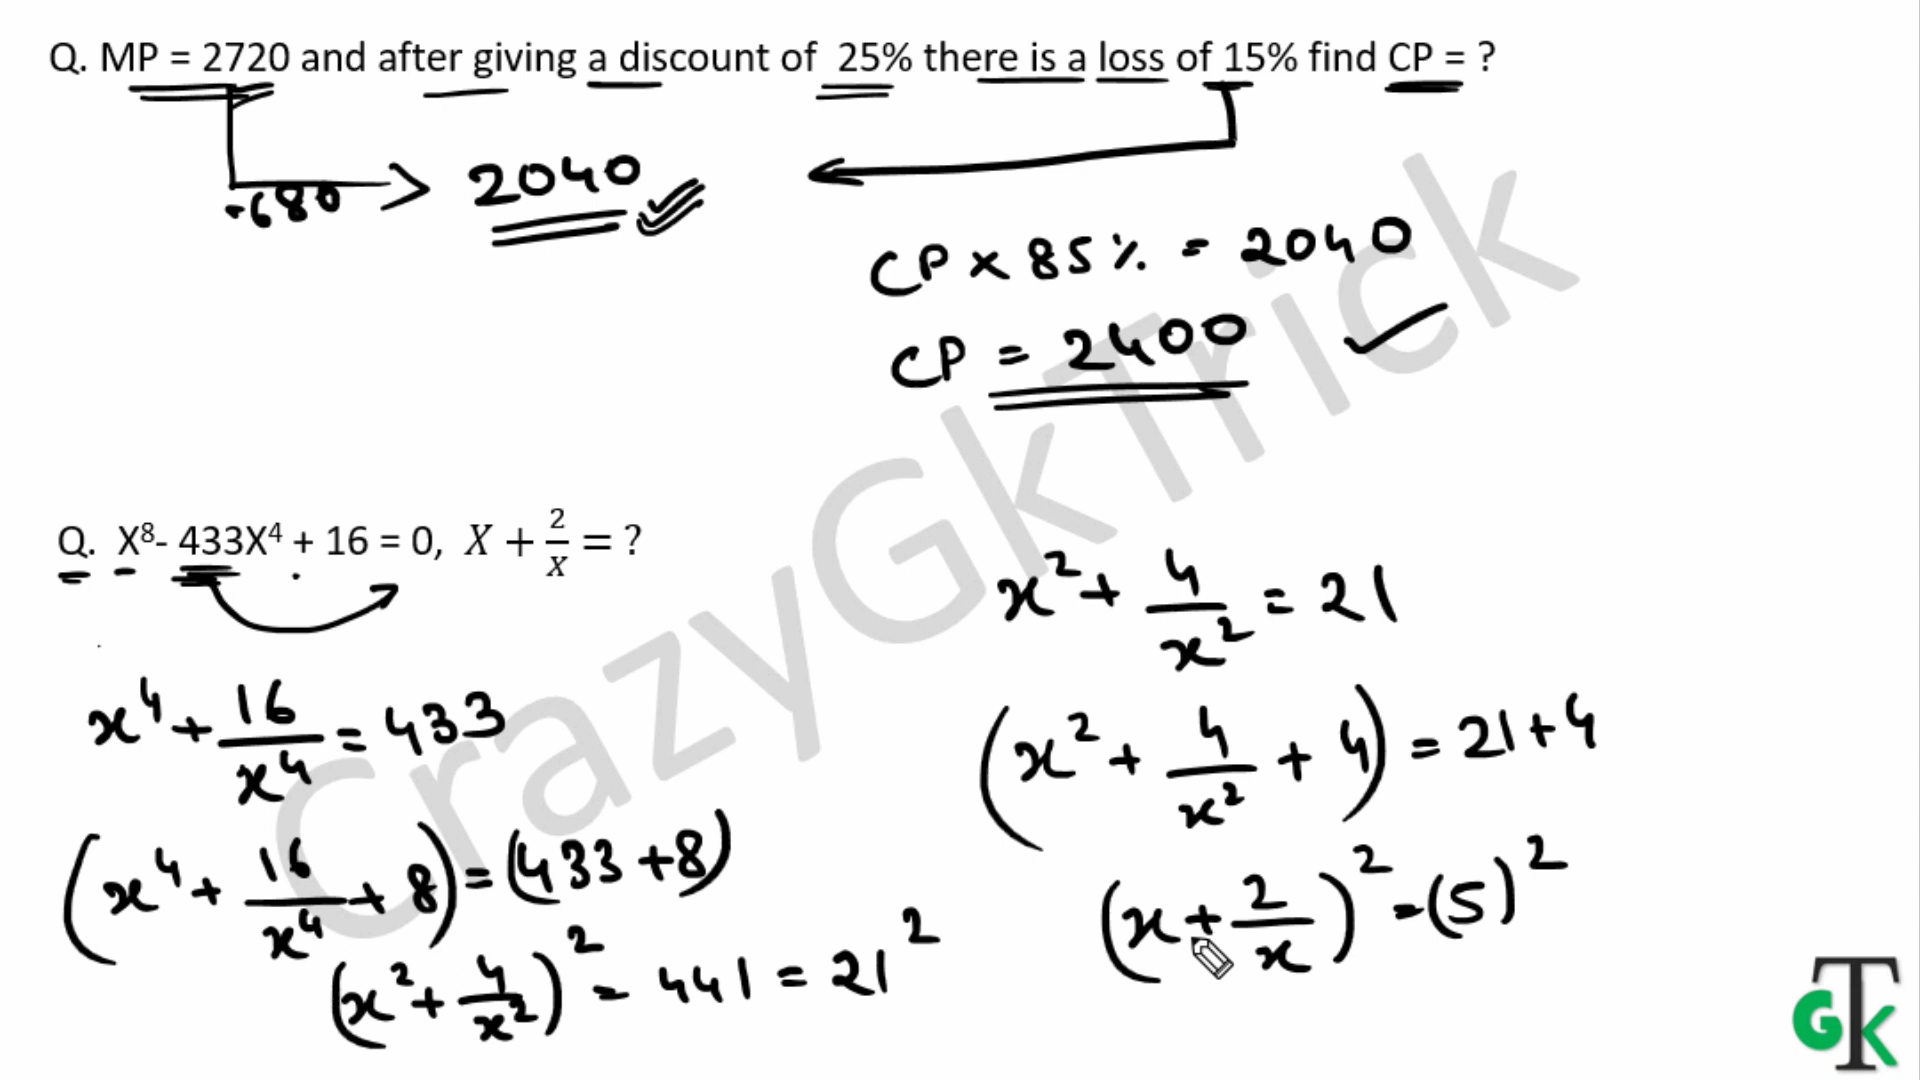 Q. MP = 2720 and after giving a discount of 25% there is a loss of 15% find CP = ?
-680
2040
CP x 85% = 2040
CP = 2400
Q. X⁸- 433X⁴ + 16 = 0, X + 2/X = ?
x⁴ + 16/x⁴ = 433
(x⁴ + 16/x⁴ + 8) = (433 + 8)
(x² + 4/x²)² = 441 = 21²
x² + 4/x² = 21
(x² + 4/x² + 4) = 21 + 4
(x + 2/x)² = (5)²
CrazyGkTrick
GTK